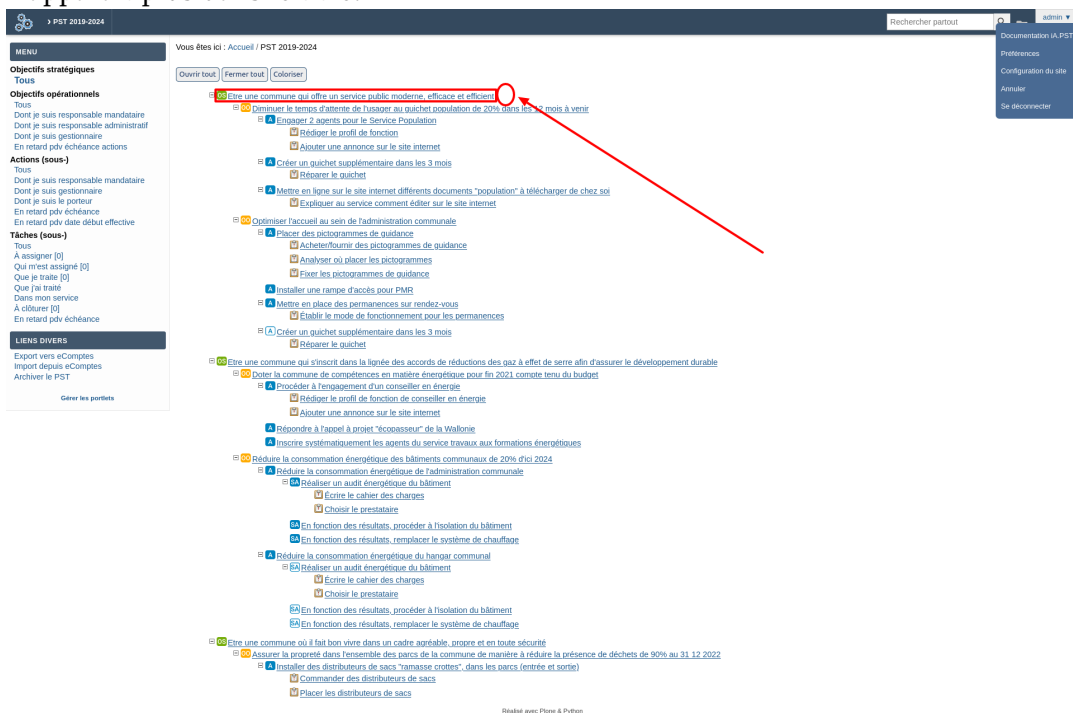 › PST 2019-2024
Rechercher partout
admin ▼
Documentation iA.PST
Préférences
Configuration du site
Annuler
Se déconnecter
MENU
Objectifs stratégiques
Tous
Objectifs opérationnels
Tous
Dont je suis responsable mandataire
Dont je suis responsable administratif
Dont je suis gestionnaire
En retard pdv échéance actions
Actions (sous-)
Tous
Dont je suis responsable mandataire
Dont je suis gestionnaire
Dont je suis le porteur
En retard pdv échéance
En retard pdv date début effective
Tâches (sous-)
Tous
À assigner [0]
Qui m'est assigné [0]
Que je traite [0]
Que j'ai traité
Dans mon service
À clôturer [0]
En retard pdv échéance
LIENS DIVERS
Export vers eComptes
Import depuis eComptes
Archiver le PST
Gérer les portlets
Vous êtes ici : Accueil / PST 2019-2024
Ouvrir tout Fermer tout Coloriser
OS Etre une commune qui offre un service public moderne, efficace et efficient
OO Diminuer le temps d'attente de l'usager au guichet population de 20% dans les 12 mois à venir
A Engager 2 agents pour le Service Population
Rédiger le profil de fonction
Ajouter une annonce sur le site internet
A Créer un guichet supplémentaire dans les 3 mois
Réparer le guichet
A Mettre en ligne sur le site internet différents documents "population" à télécharger de chez soi
Expliquer au service comment éditer sur le site internet
OO Optimiser l'accueil au sein de l'administration communale
A Placer des pictogrammes de guidance
Acheter/fournir des pictogrammes de guidance
Analyser où placer les pictogrammes
Fixer les pictogrammes de guidance
A Installer une rampe d'accès pour PMR
A Mettre en place des permanences sur rendez-vous
Établir le mode de fonctionnement pour les permanences
A Créer un guichet supplémentaire dans les 3 mois
Réparer le guichet
OS Etre une commune qui s'inscrit dans la lignée des accords de réductions des gaz à effet de serre afin d'assurer le développement durable
OO Doter la commune de compétences en matière énergétique pour fin 2021 compte tenu du budget
A Procéder à l'engagement d'un conseiller en énergie
Rédiger le profil de fonction de conseiller en énergie
Ajouter une annonce sur le site internet
A Répondre à l'appel à projet "écopasseur" de la Wallonie
A Inscrire systématiquement les agents du service travaux aux formations énergétiques
OO Réduire la consommation énergétique des bâtiments communaux de 20% d'ici 2024
A Réduire la consommation énergétique de l'administration communale
SA Réaliser un audit énergétique du bâtiment
Écrire le cahier des charges
Choisir le prestataire
SA En fonction des résultats, procéder à l'isolation du bâtiment
SA En fonction des résultats, remplacer le système de chauffage
A Réduire la consommation énergétique du hangar communal
SA Réaliser un audit énergétique du bâtiment
Écrire le cahier des charges
Choisir le prestataire
SA En fonction des résultats, procéder à l'isolation du bâtiment
SA En fonction des résultats, remplacer le système de chauffage
OS Etre une commune où il fait bon vivre dans un cadre agréable, propre et en toute sécurité
OO Assurer la propreté dans l'ensemble des parcs de la commune de manière à réduire la présence de déchets de 90% au 31 12 2022
A Installer des distributeurs de sacs "ramasse crottes", dans les parcs (entrée et sortie)
Commander des distributeurs de sacs
Placer les distributeurs de sacs
Réalisé avec Plone & Python